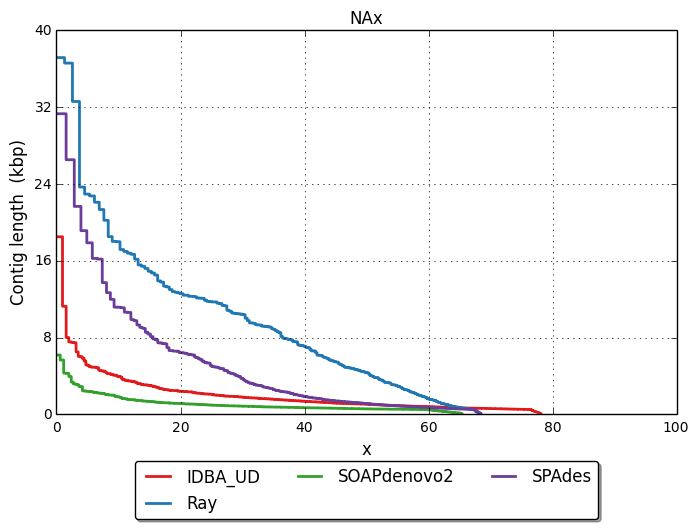 NAx
Contig length (kbp)
40
32
24
16
8
0
0 20 40 60 80 100
x
IDBA_UD SOAPdenovo2 SPAdes
Ray